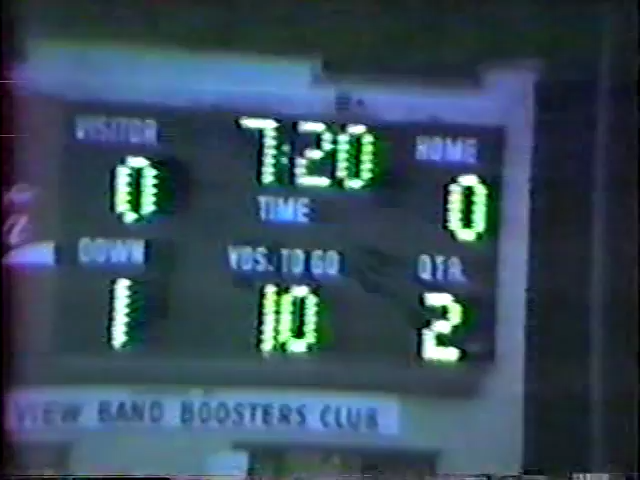 VISITOR 7:20 HOME
0 TIME 0
DOWN YDS. TO GO QTR.
1 10 2
VIEW BAND BOOSTERS CLUB